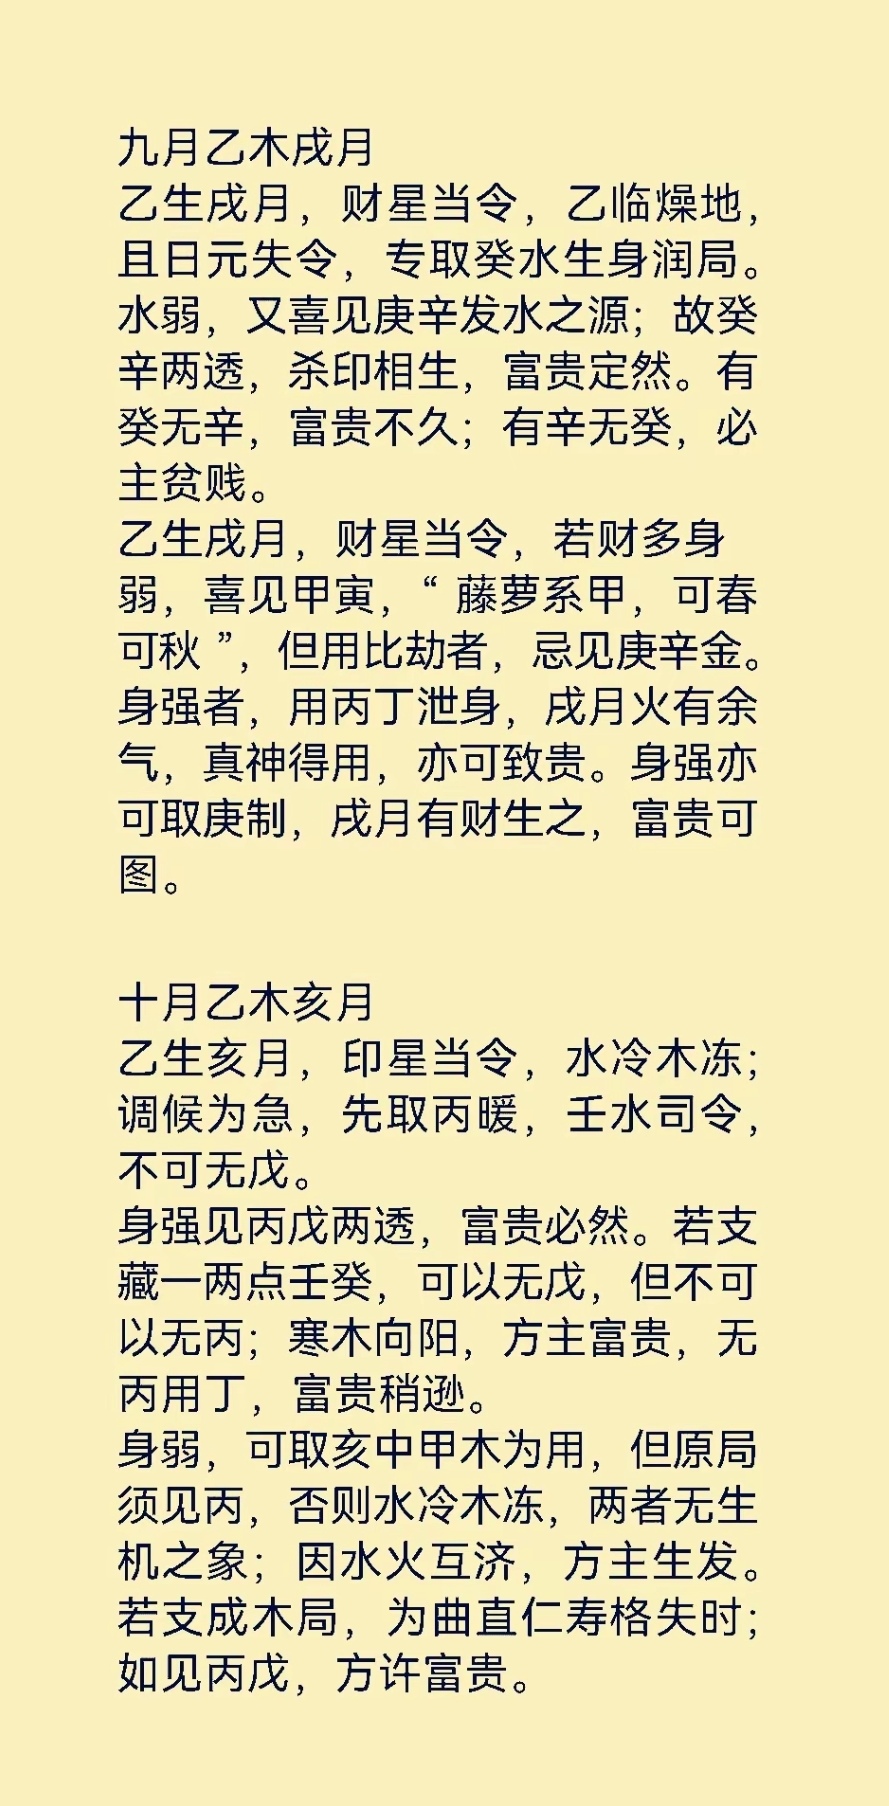 九月乙木戌月
乙生戌月，财星当令，乙临燥地，
且日元失令，专取癸水生身润局。
水弱，又喜见庚辛发水之源；故癸
辛两透，杀印相生，富贵定然。有
癸无辛，富贵不久；有辛无癸，必
主贫贱。
乙生戌月，财星当令，若财多身
弱，喜见甲寅，“藤萝系甲，可春
可秋”，但用比劫者，忌见庚辛金。
身强者，用丙丁泄身，戌月火有余
气，真神得用，亦可致贵。身强亦
可取庚制，戌月有财生之，富贵可
图。
十月乙木亥月
乙生亥月，印星当令，水冷木冻；
调候为急，先取丙暖，壬水司令，
不可无戊。
身强见丙戊两透，富贵必然。若支
藏一两点壬癸，可以无戊，但不可
以无丙；寒木向阳，方主富贵，无
丙用丁，富贵稍逊。
身弱，可取亥中甲木为用，但原局
须见丙，否则水冷木冻，两者无生
机之象；因水火互济，方主生发。
若支成木局，为曲直仁寿格失时；
如见丙戊，方许富贵。